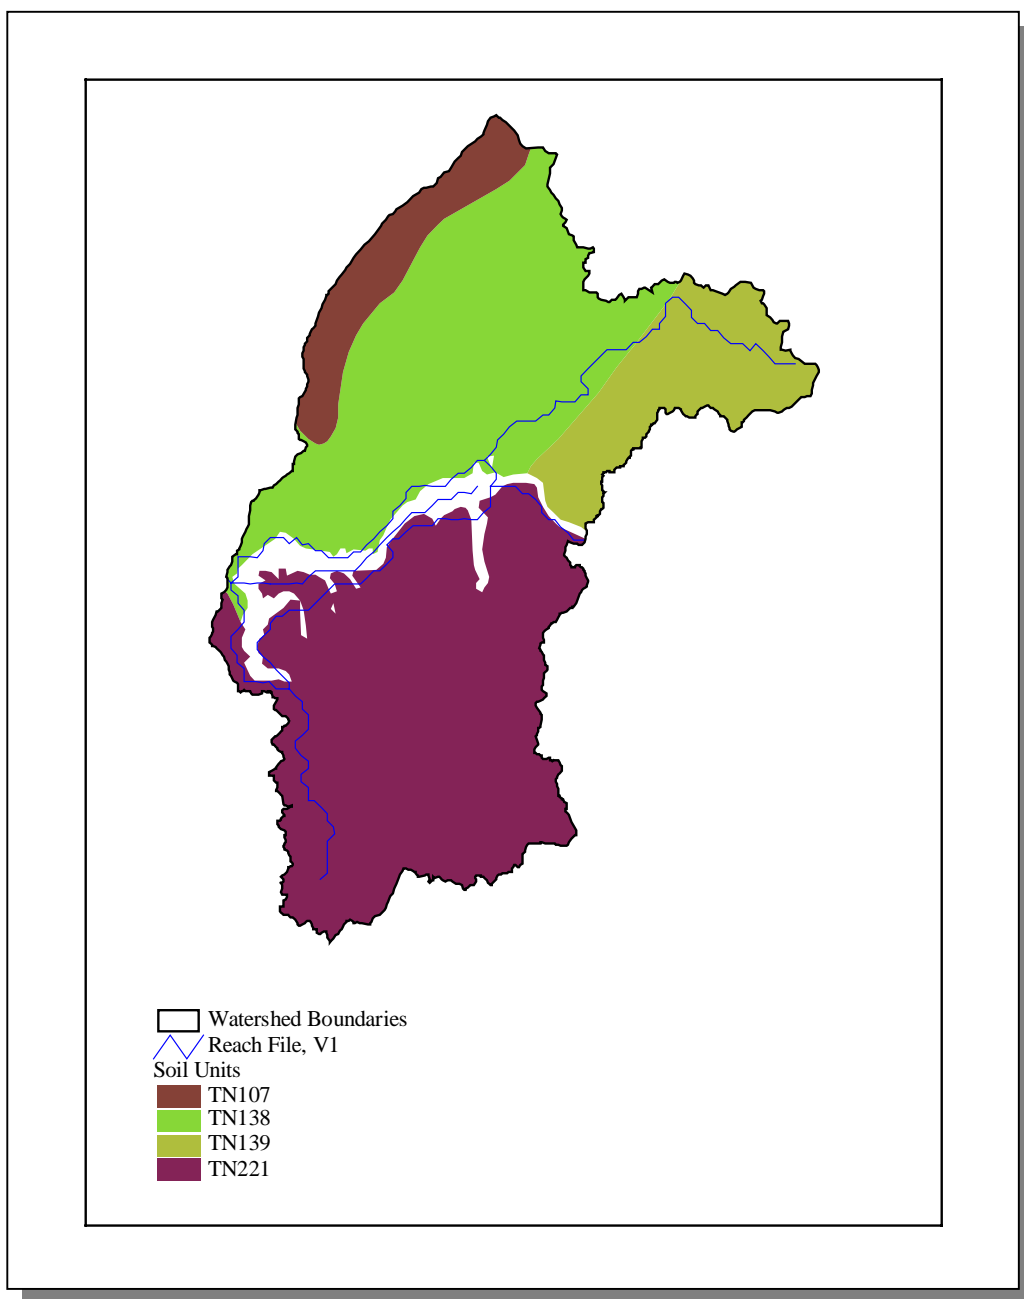 Watershed Boundaries
Reach File, V1
Soil Units
TN107
TN138
TN139
TN221